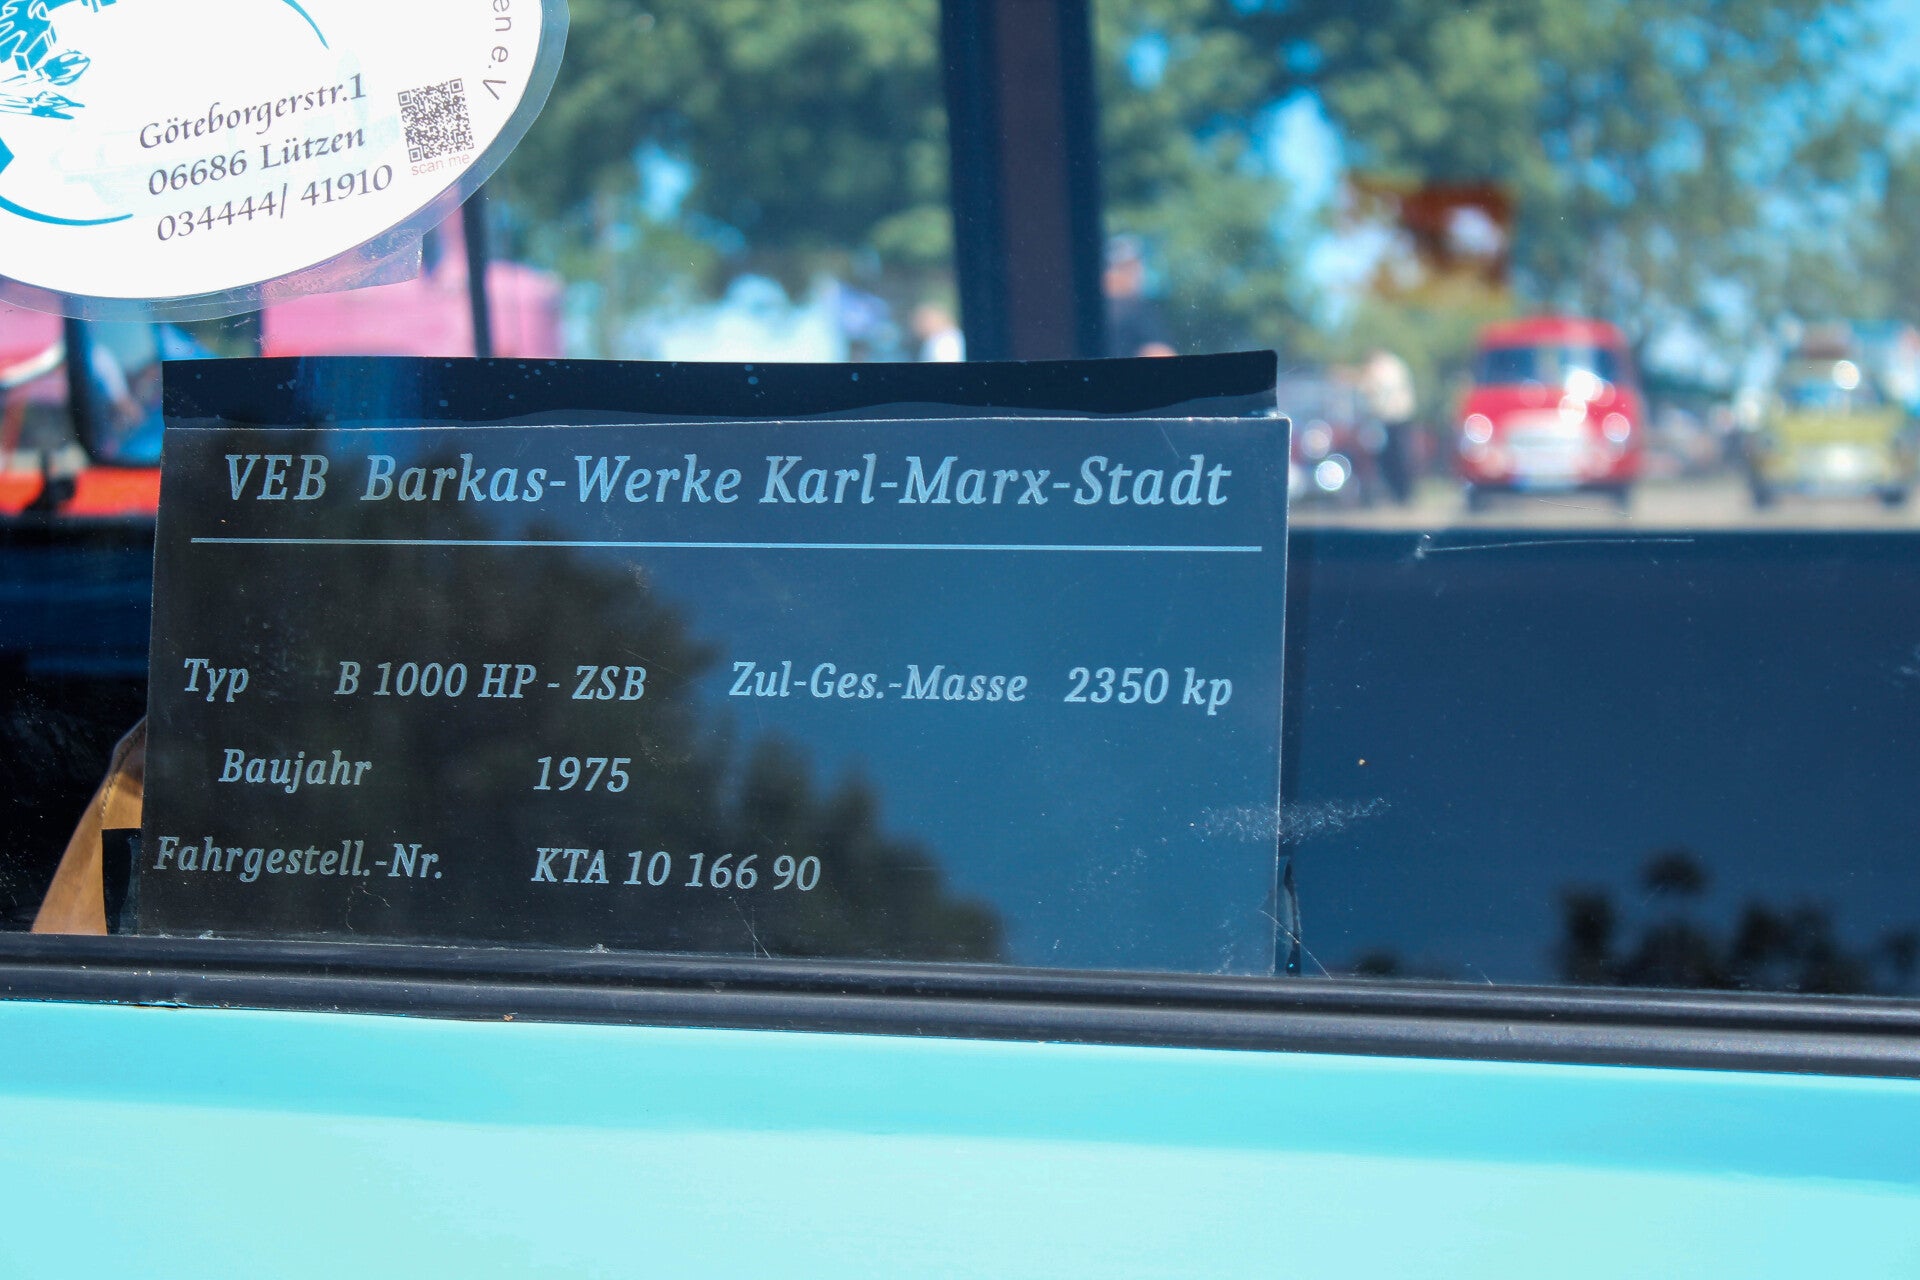 en e.V
Göteborgerstr.1
06686 Lützen
034444/ 41910
scan me
VEB Barkas-Werke Karl-Marx-Stadt
Typ B 1000 HP - ZSB Zul-Ges.-Masse 2350 kp
Baujahr 1975
Fahrgestell.-Nr. KTA 10 166 90